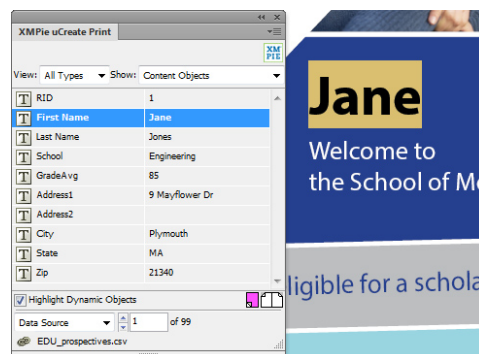 XMPie uCreate Print
XM
PIE
View: All Types Show: Content Objects
RID 1
First Name Jane
Last Name Jones
School Engineering
GradeAvg 85
Address1 9 Mayflower Dr
Address2
City Plymouth
State MA
Zip 21340
Highlight Dynamic Objects
Data Source 1 of 99
EDU_prospectives.csv
Jane
Welcome to
the School of M
ligible for a schola